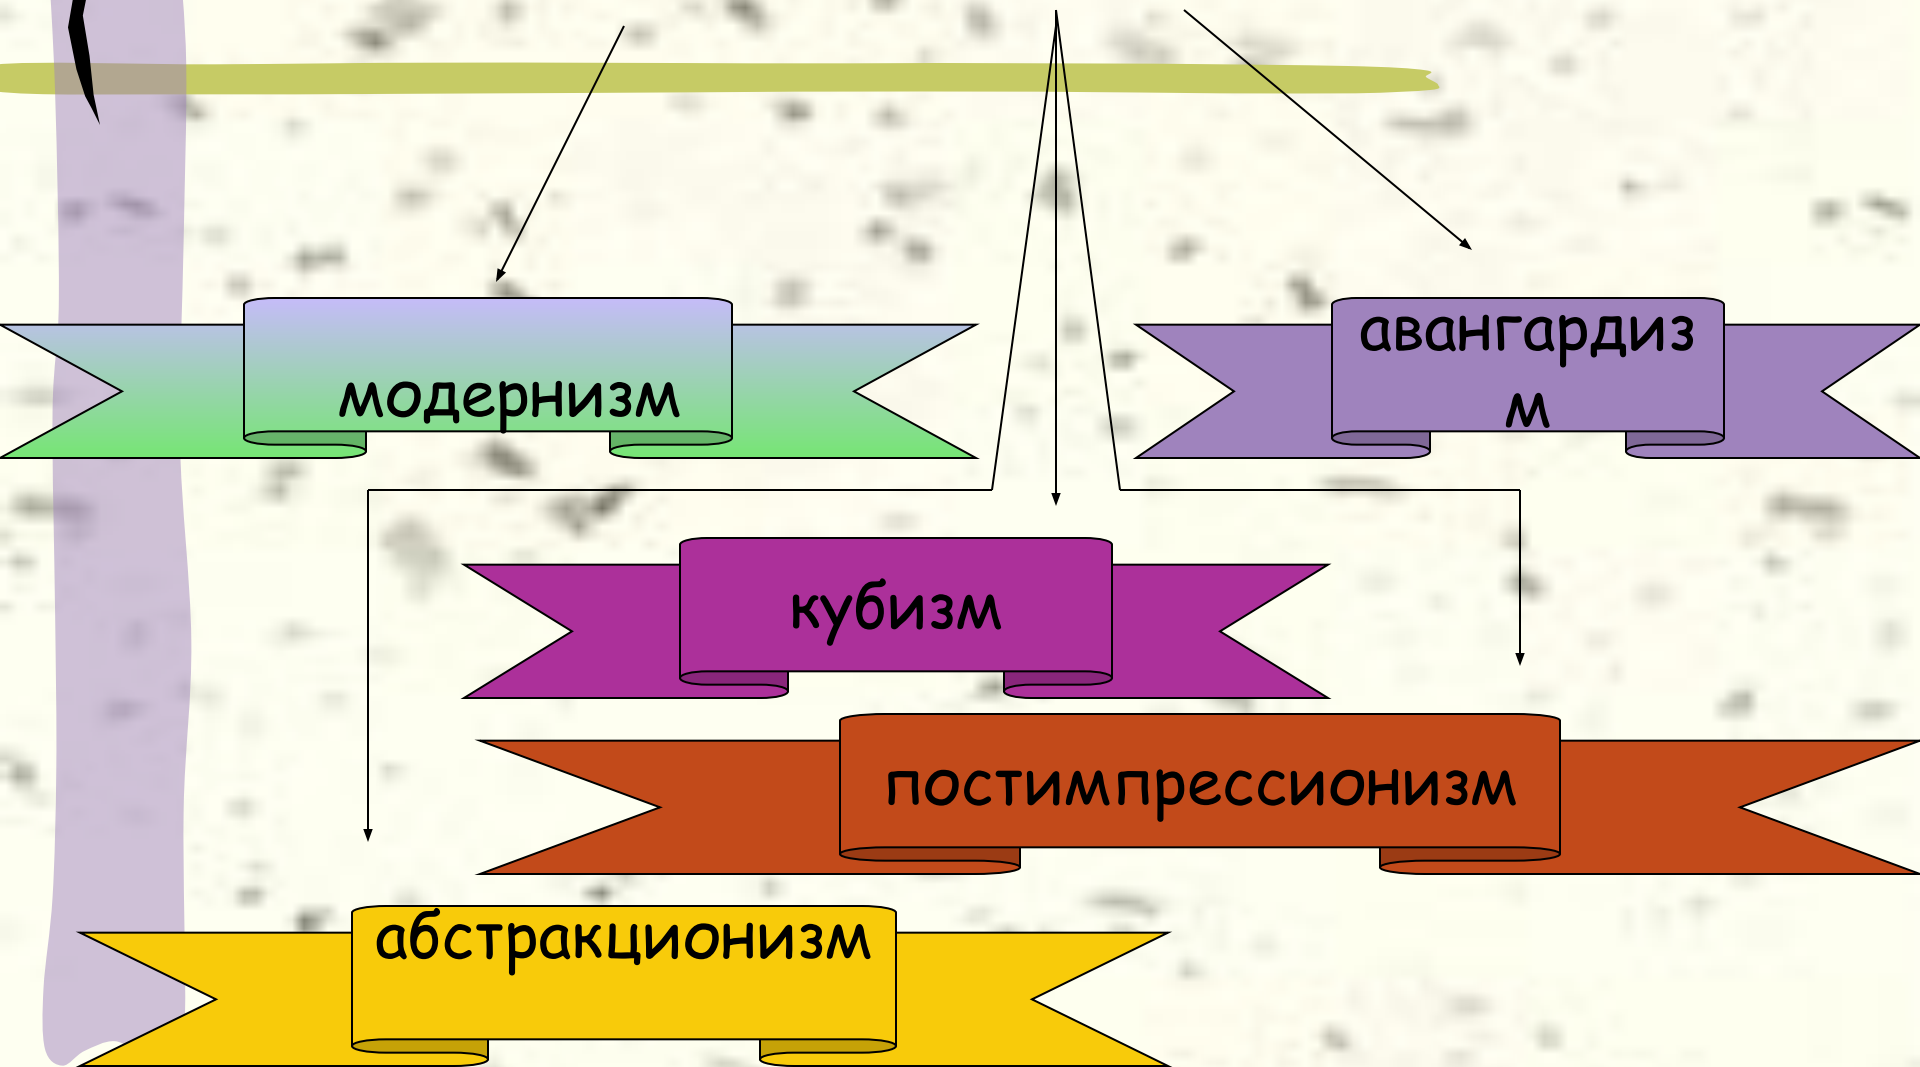 модернизм
авангардиз
м
кубизм
постимпрессионизм
абстракционизм